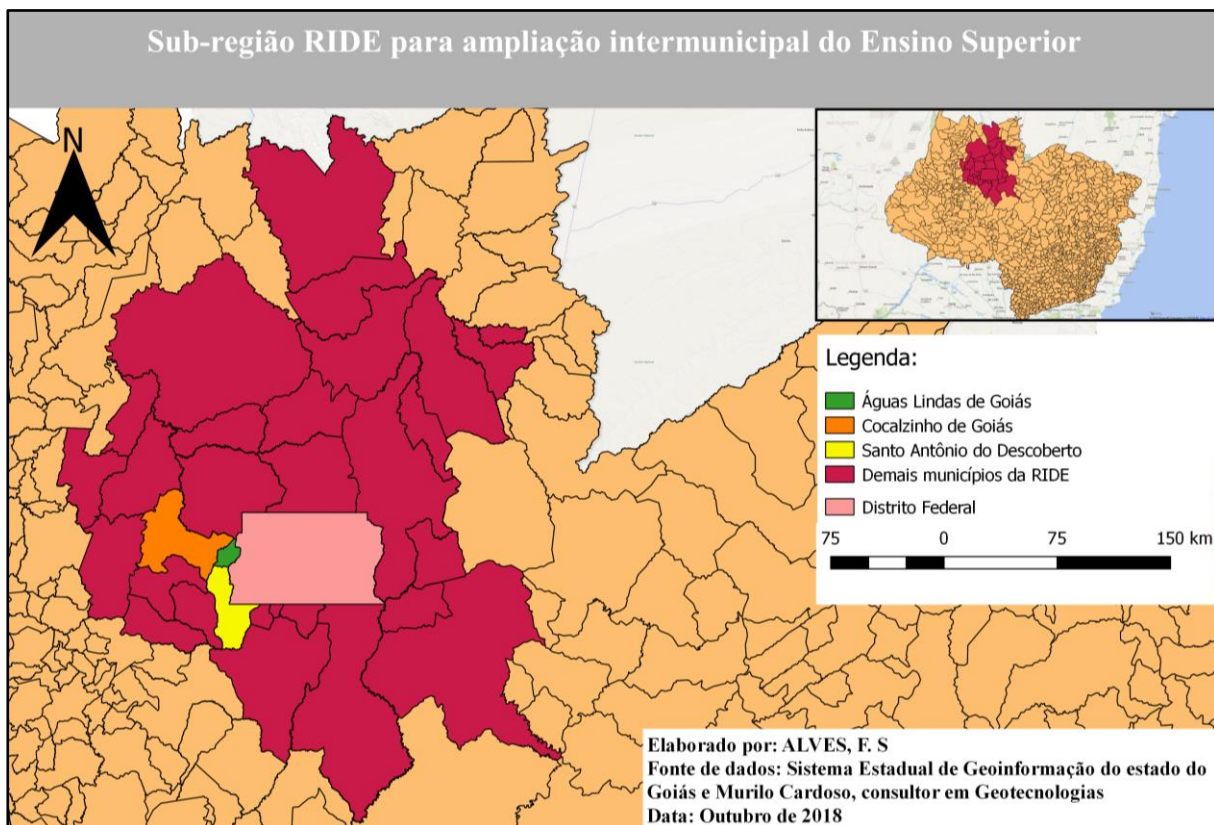 Sub-região RIDE para ampliação intermunicipal do Ensino Superior
N
Legenda:
Águas Lindas de Goiás
Cocalzinho de Goiás
Santo Antônio do Descoberto
Demais municípios da RIDE
Distrito Federal
75 0 75 150 km
Elaborado por: ALVES, F. S
Fonte de dados: Sistema Estadual de Geoinformação do estado do
Goiás e Murilo Cardoso, consultor em Geotecnologias
Data: Outubro de 2018